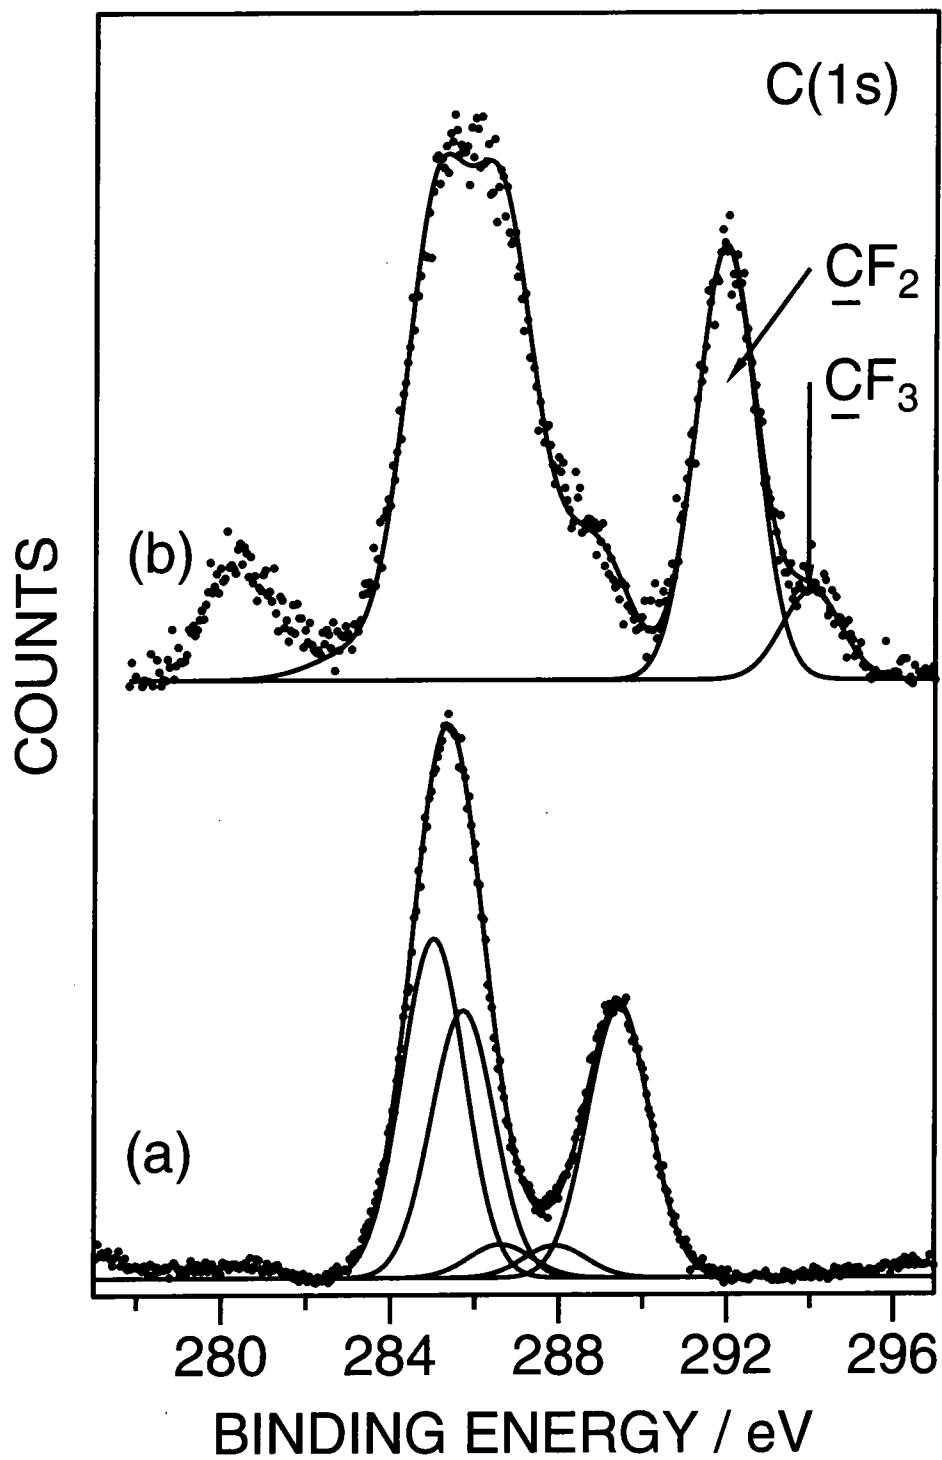 C(1s)
CF2
CF3
(b)
COUNTS
(a)
280 284 288 292 296
BINDING ENERGY / eV